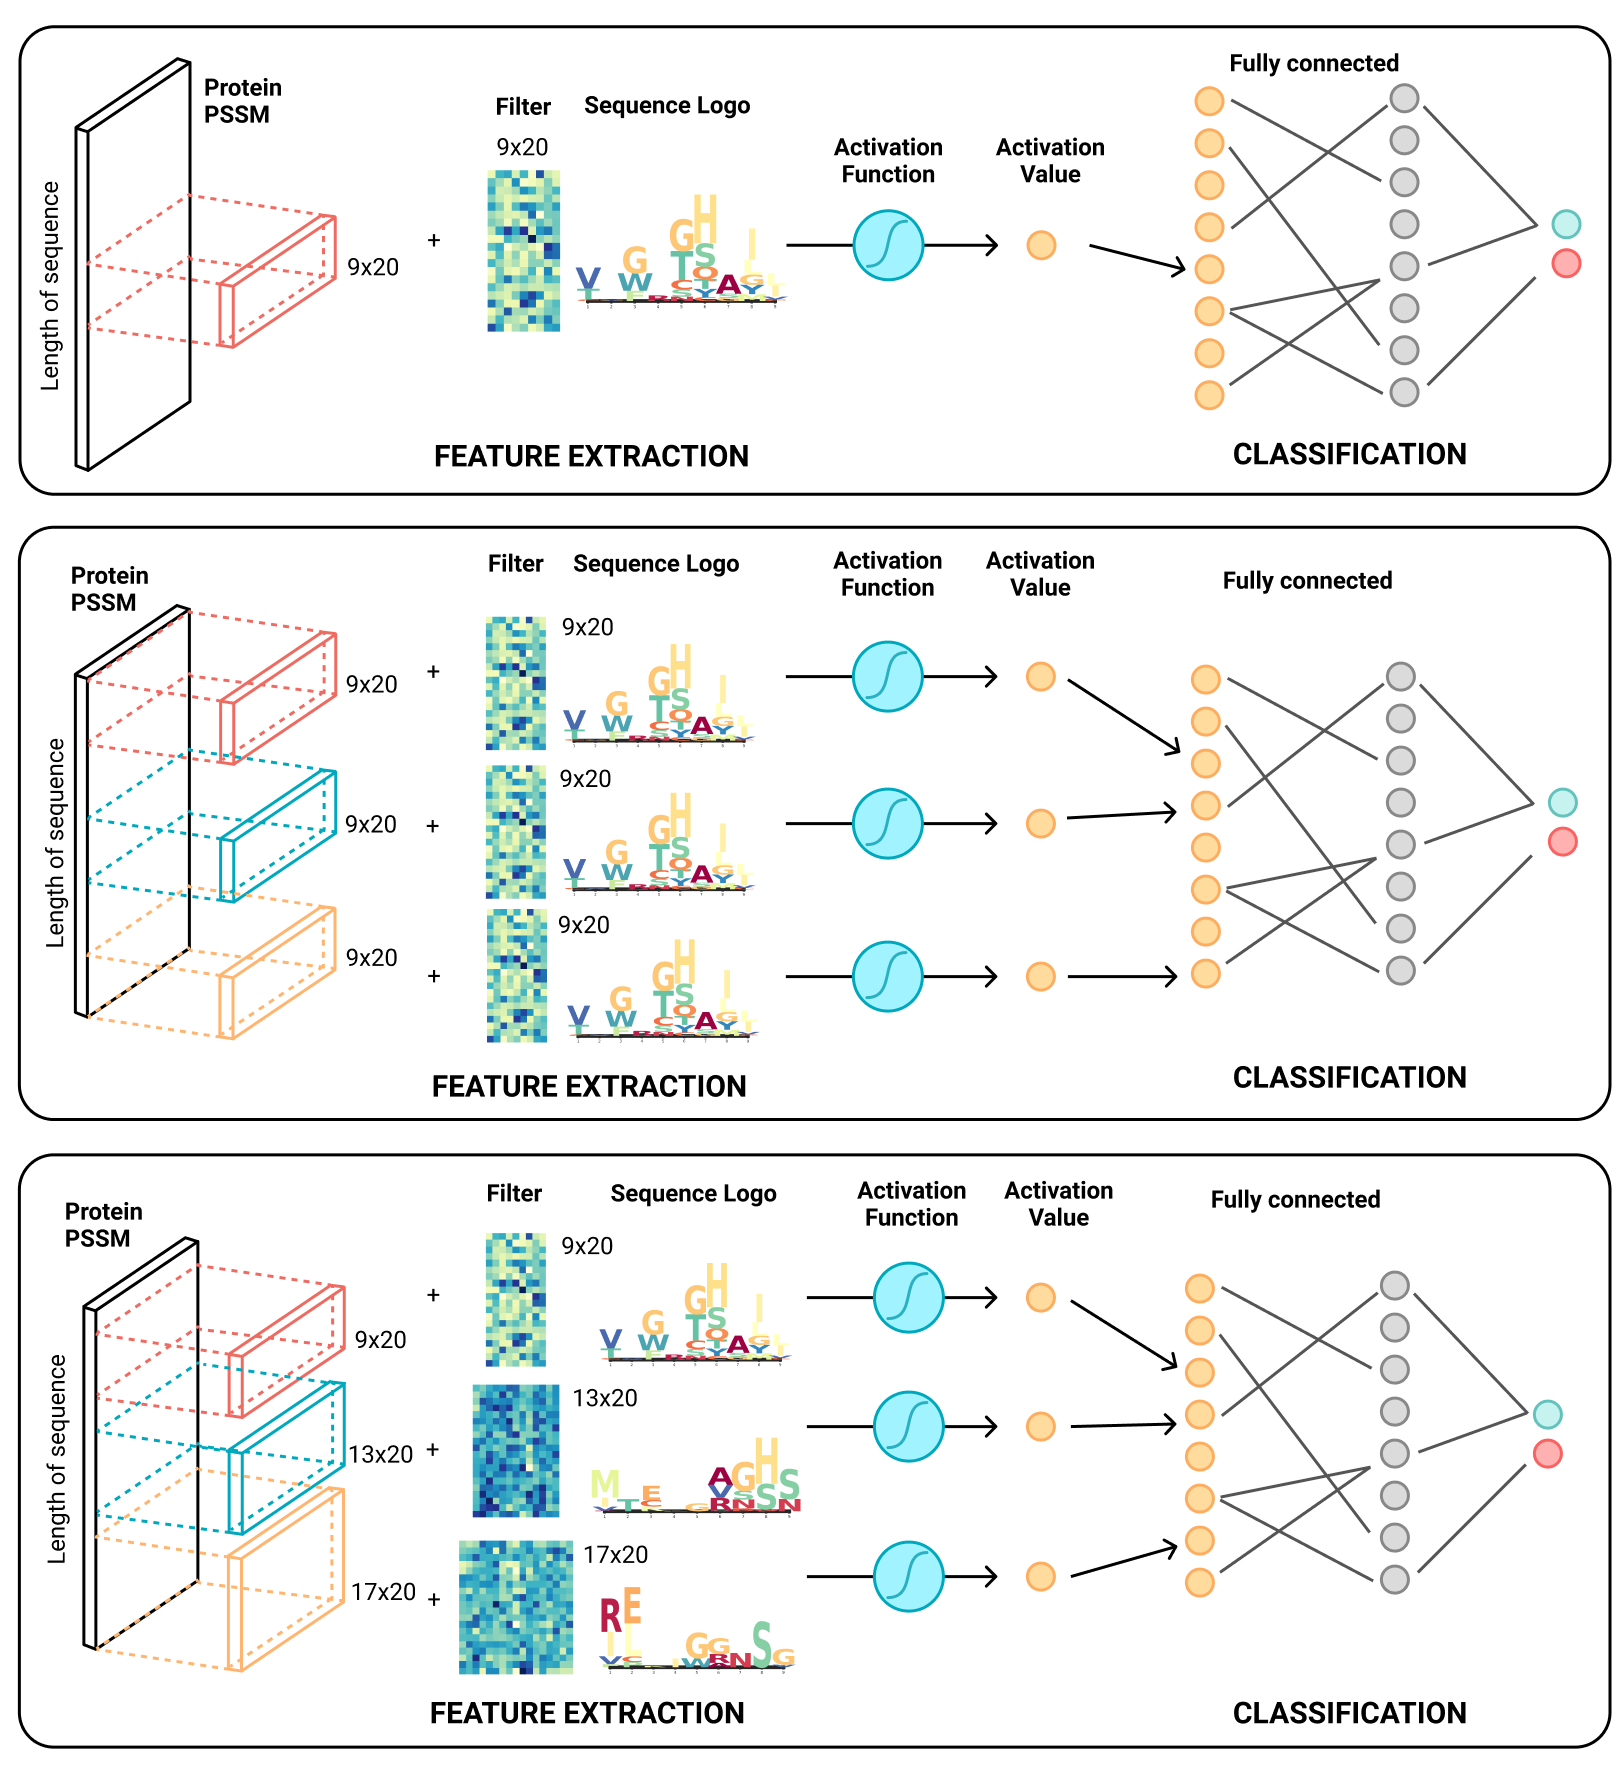 Protein
PSSM
Length of sequence
9x20
+
Filter
9x20
Sequence Logo
Activation
Function
Activation
Value
Fully connected
FEATURE EXTRACTION
CLASSIFICATION
Protein
PSSM
Length of sequence
Filter
Sequence Logo
Activation
Function
Activation
Value
Fully connected
9x20
+
9x20
9x20
+
9x20
9x20
+
9x20
FEATURE EXTRACTION
CLASSIFICATION
Protein
PSSM
Length of sequence
Filter
Sequence Logo
Activation
Function
Activation
Value
Fully connected
9x20
+
9x20
13x20
+
13x20
17x20
+
17x20
FEATURE EXTRACTION
CLASSIFICATION